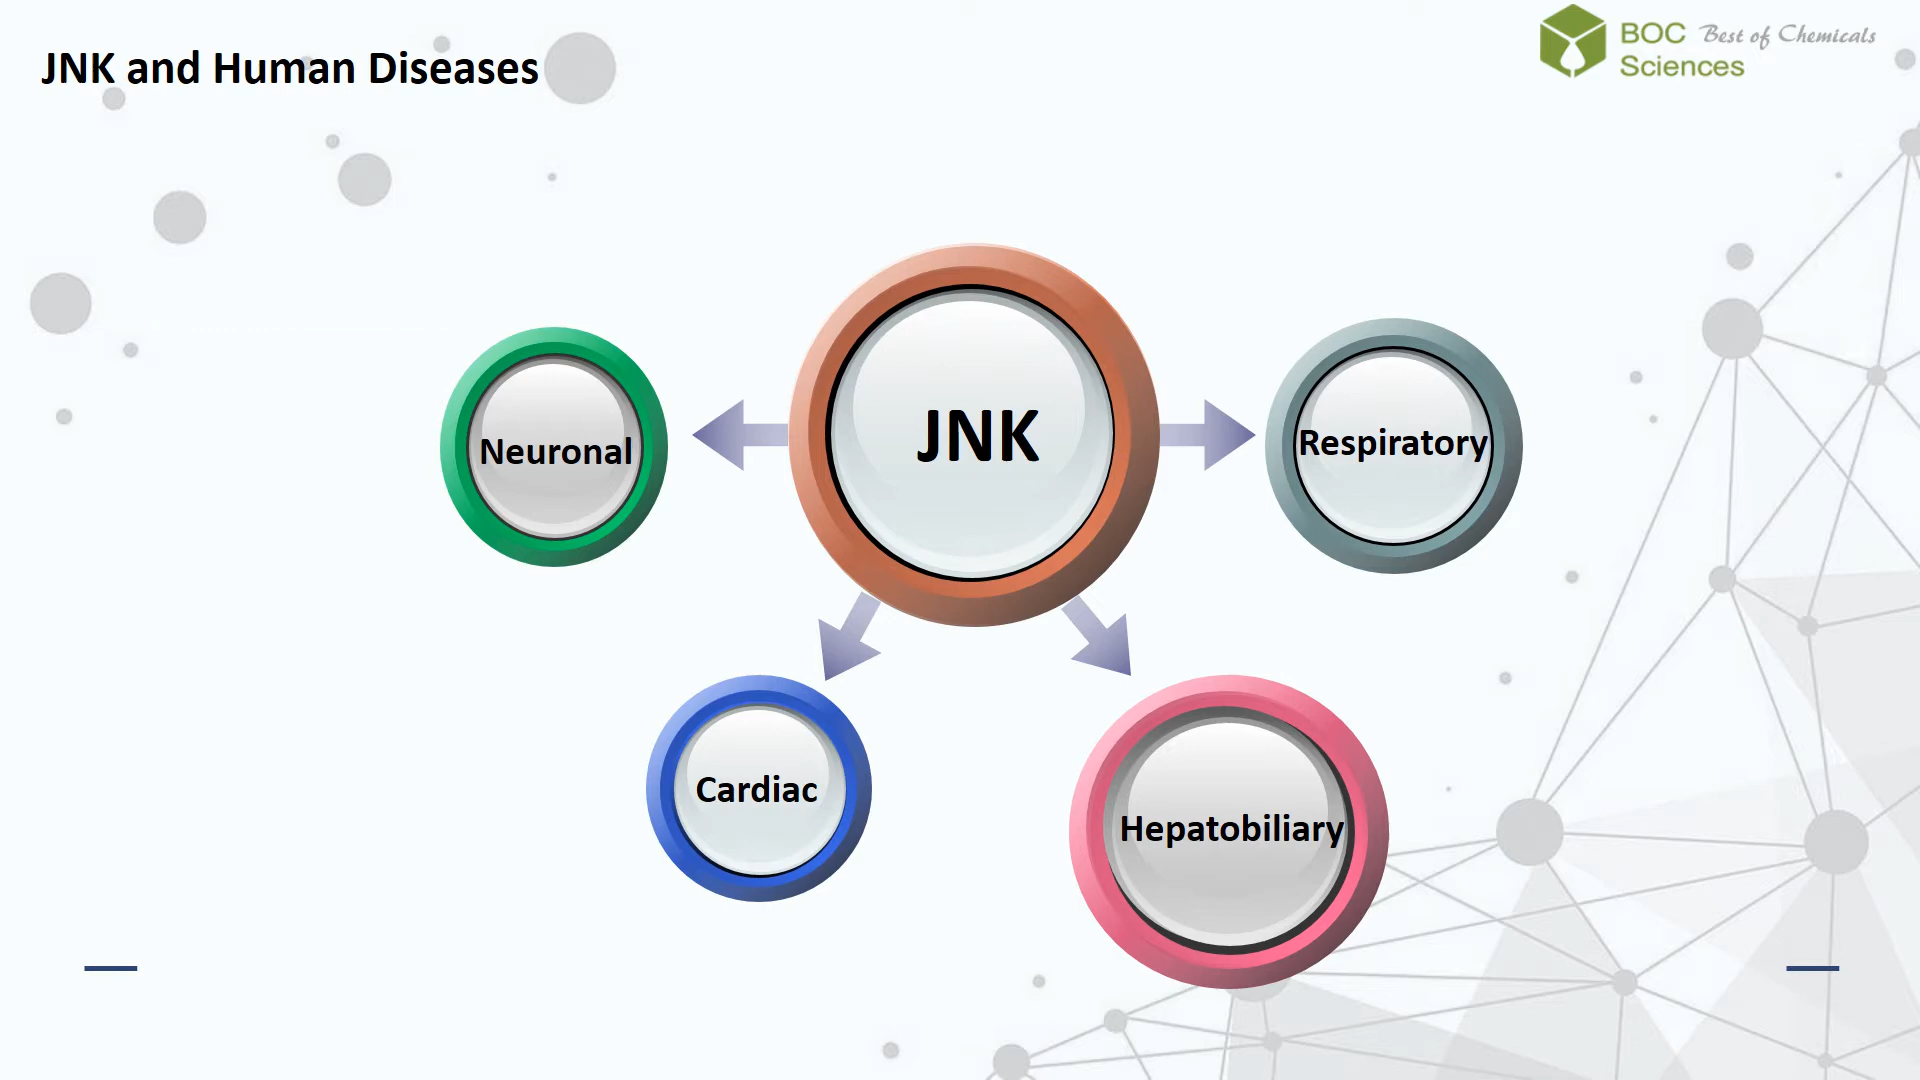 JNK and Human Diseases
BOC Best of Chemicals
Sciences
JNK
Neuronal
Respiratory
Cardiac
Hepatobiliary